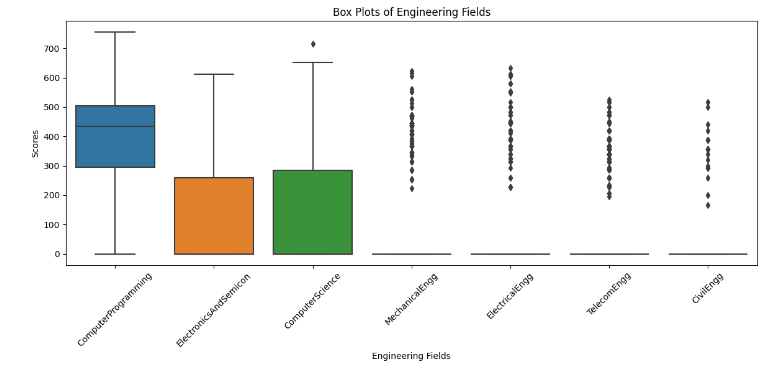 Box Plots of Engineering Fields
Scores
700
600
500
400
300
200
100
0
ComputerProgramming
ElectronicsAndSemicon
ComputerScience
MechanicalEngg
ElectricalEngg
TelecomEngg
CivilEngg
Engineering Fields